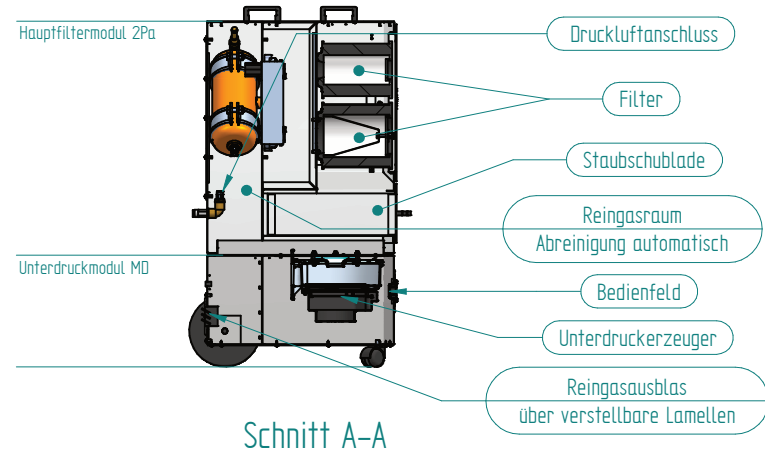 Hauptfiltermodul 2Pa
Druckluftanschluss
Filter
Staubschublade
Reingasraum
Abreinigung automatisch
Unterdruckmodul MD
Bedienfeld
Unterdruckerzeuger
Reingasausblas
über verstellbare Lamellen
Schnitt A-A